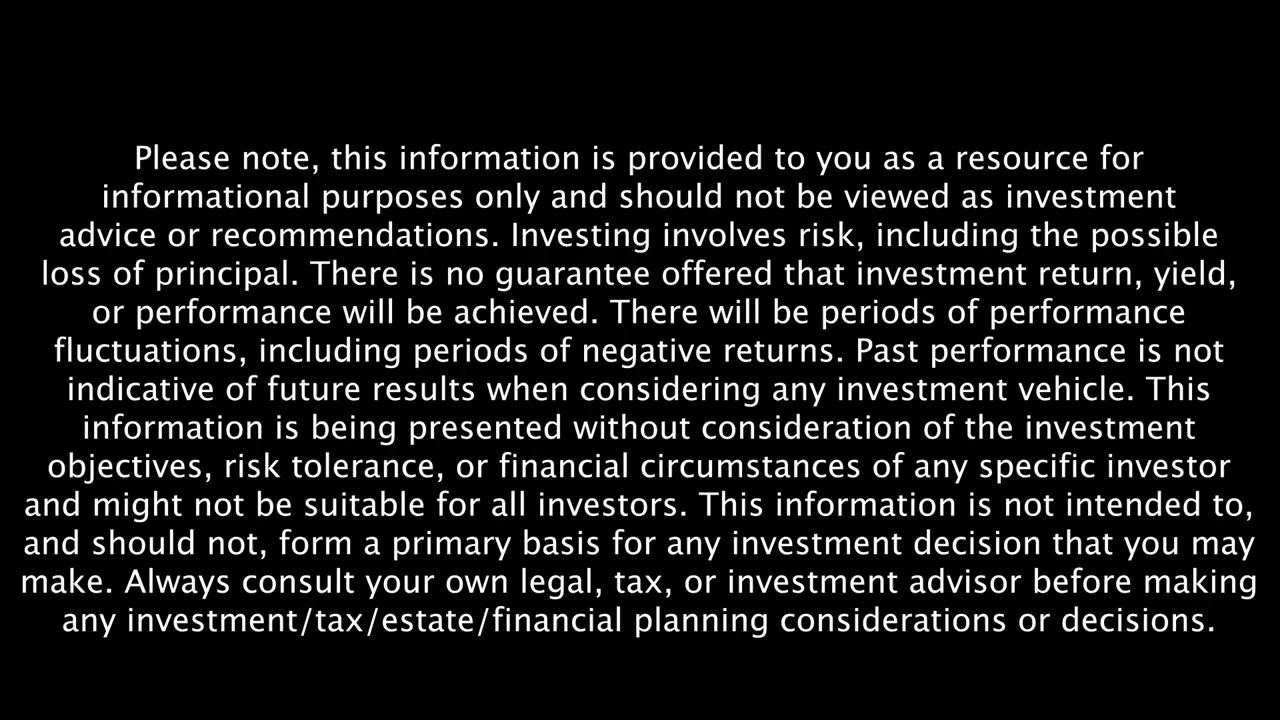 Please note, this information is provided to you as a resource for
informational purposes only and should not be viewed as investment
advice or recommendations. Investing involves risk, including the possible
loss of principal. There is no guarantee offered that investment return, yield,
or performance will be achieved. There will be periods of performance
fluctuations, including periods of negative returns. Past performance is not
indicative of future results when considering any investment vehicle. This
information is being presented without consideration of the investment
objectives, risk tolerance, or financial circumstances of any specific investor
and might not be suitable for all investors. This information is not intended to,
and should not, form a primary basis for any investment decision that you may
make. Always consult your own legal, tax, or investment advisor before making
any investment/tax/estate/financial planning considerations or decisions.